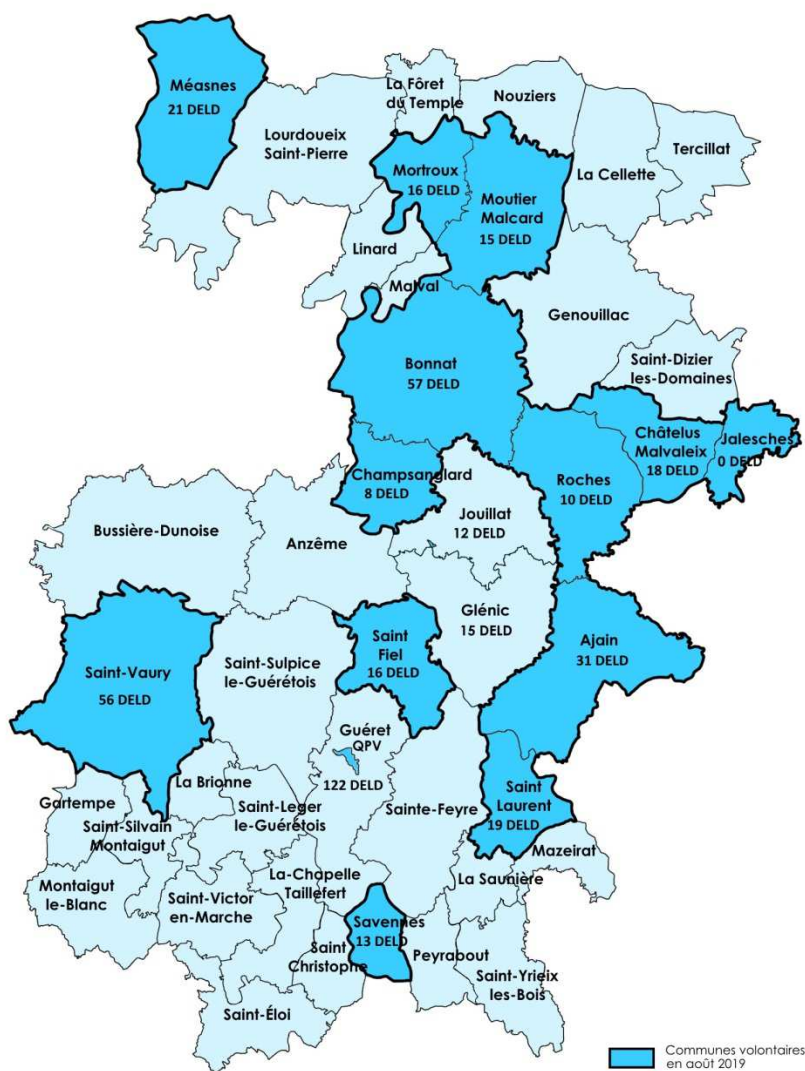 Méasnes
21 DELD
La Fôret
du Temple
Nouziers
Lourdoueix
Saint-Pierre
Tercillat
La Cellette
Mortroux
16 DELD
Moutier
Malcard
15 DELD
Linard
Malval
Genouillac
Bonnat
57 DELD
Saint-Dizier
les-Domaines
Châtelus
Malvaleix
18 DELD
Jalesches
0 DELD
Champsanglard
8 DELD
Roches
10 DELD
Jouillat
12 DELD
Bussière-Dunoise
Anzême
Glénic
15 DELD
Ajain
31 DELD
Saint
Fiel
16 DELD
Saint-Vaury
56 DELD
Saint-Sulpice
le-Guérétois
Guéret
QPV
122 DELD
La Brionne
Gartempe
Saint-Leger
le-Guérétois
Sainte-Feyre
Saint
Laurent
19 DELD
Saint-Silvain
Montaigut
Mazeirat
Montaigut
le-Blanc
Saint-Victor
en-Marche
La-Chapelle
Taillefert
La Saunière
Savennes
13 DELD
Saint
Christophe
Peyrabout
Saint-Yrieix
les-Bois
Saint-Éloi
Communes volontaires
en août 2019